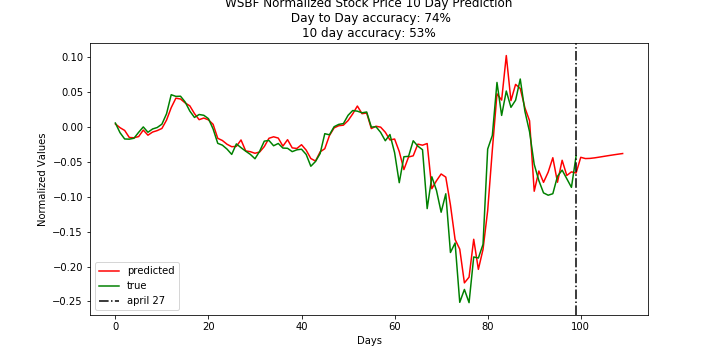 WSBF Normalized Stock Price 10 Day Prediction
Day to Day accuracy: 74%
10 day accuracy: 53%
0.10
0.05
0.00
−0.05
−0.10
−0.15
−0.20
−0.25
Normalized Values
predicted
true
april 27
0 20 40 60 80 100
Days